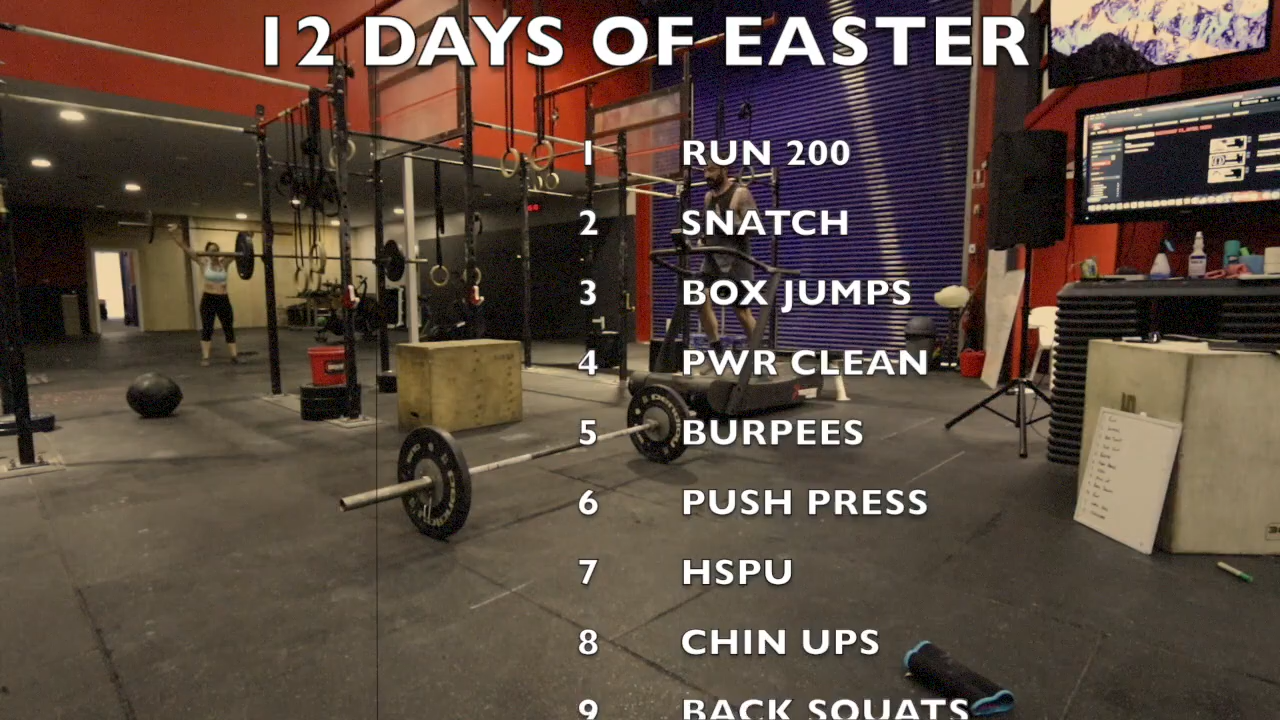 12 DAYS OF EASTER
1 RUN 200
2 SNATCH
3 BOX JUMPS
4 PWR CLEAN
5 BURPEES
6 PUSH PRESS
7 HSPU
8 CHIN UPS
9 BACK SQUATS